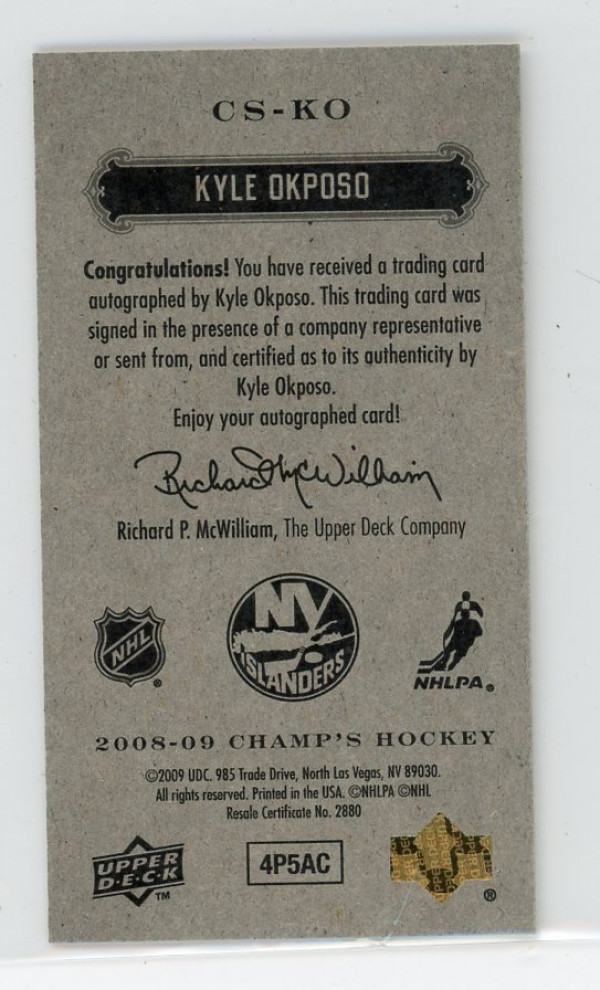 CS-KO
KYLE OKPOSO
Congratulations! You have received a trading card
autographed by Kyle Okposo. This trading card was
signed in the presence of a company representative
or sent from, and certified as to its authenticity by
Kyle Okposo.
Enjoy your autographed card!
Richard McWilliam
Richard P. McWilliam, The Upper Deck Company
NHL ®
NY
ISLANDERS
NHLPA ®
2008-09 CHAMP'S HOCKEY
©2009 UDC. 985 Trade Drive, North Las Vegas, NV 89030.
All rights reserved. Printed in the USA. ©NHLPA ©NHL
Resale Certificate No. 2880
UPPER
D·E·C·K TM
4P5AC
®